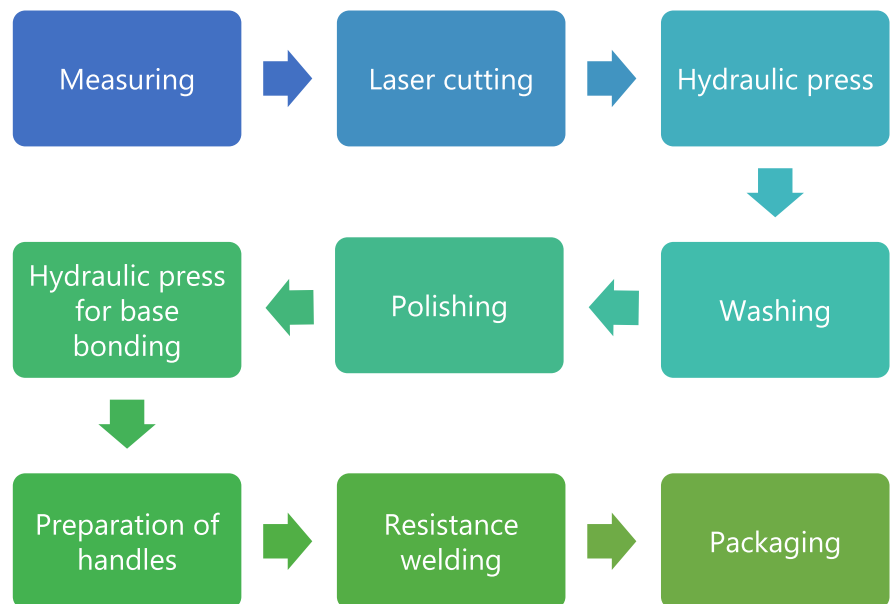 Measuring
Laser cutting
Hydraulic press
Hydraulic press
for base
bonding
Polishing
Washing
Preparation of
handles
Resistance
welding
Packaging